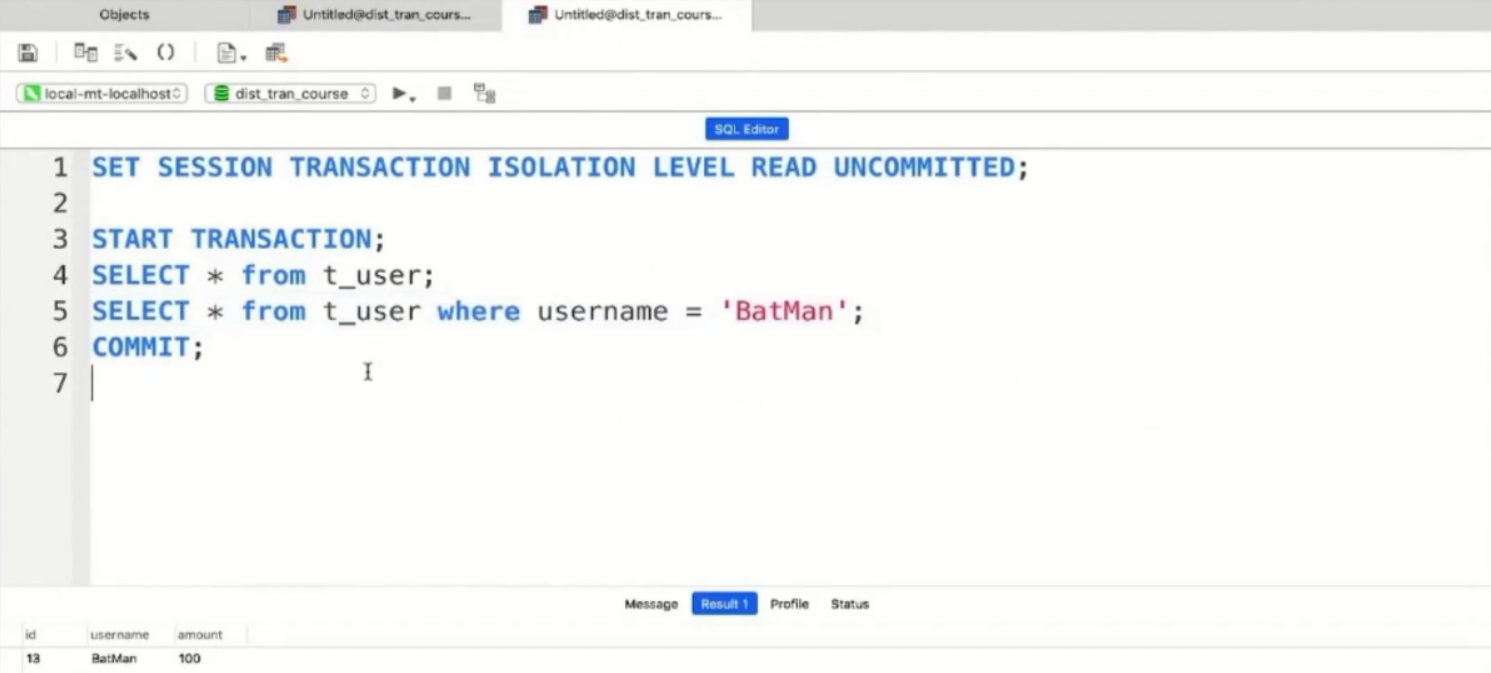 Objects Untitled@dist_tran_cours... Untitled@dist_tran_cours...
local-mt-localhost dist_tran_course
SQL Editor
1 SET SESSION TRANSACTION ISOLATION LEVEL READ UNCOMMITTED;
2
3 START TRANSACTION;
4 SELECT * from t_user;
5 SELECT * from t_user where username = 'BatMan';
6 COMMIT;
7
Message Result 1 Profile Status
id username amount
13 BatMan 100